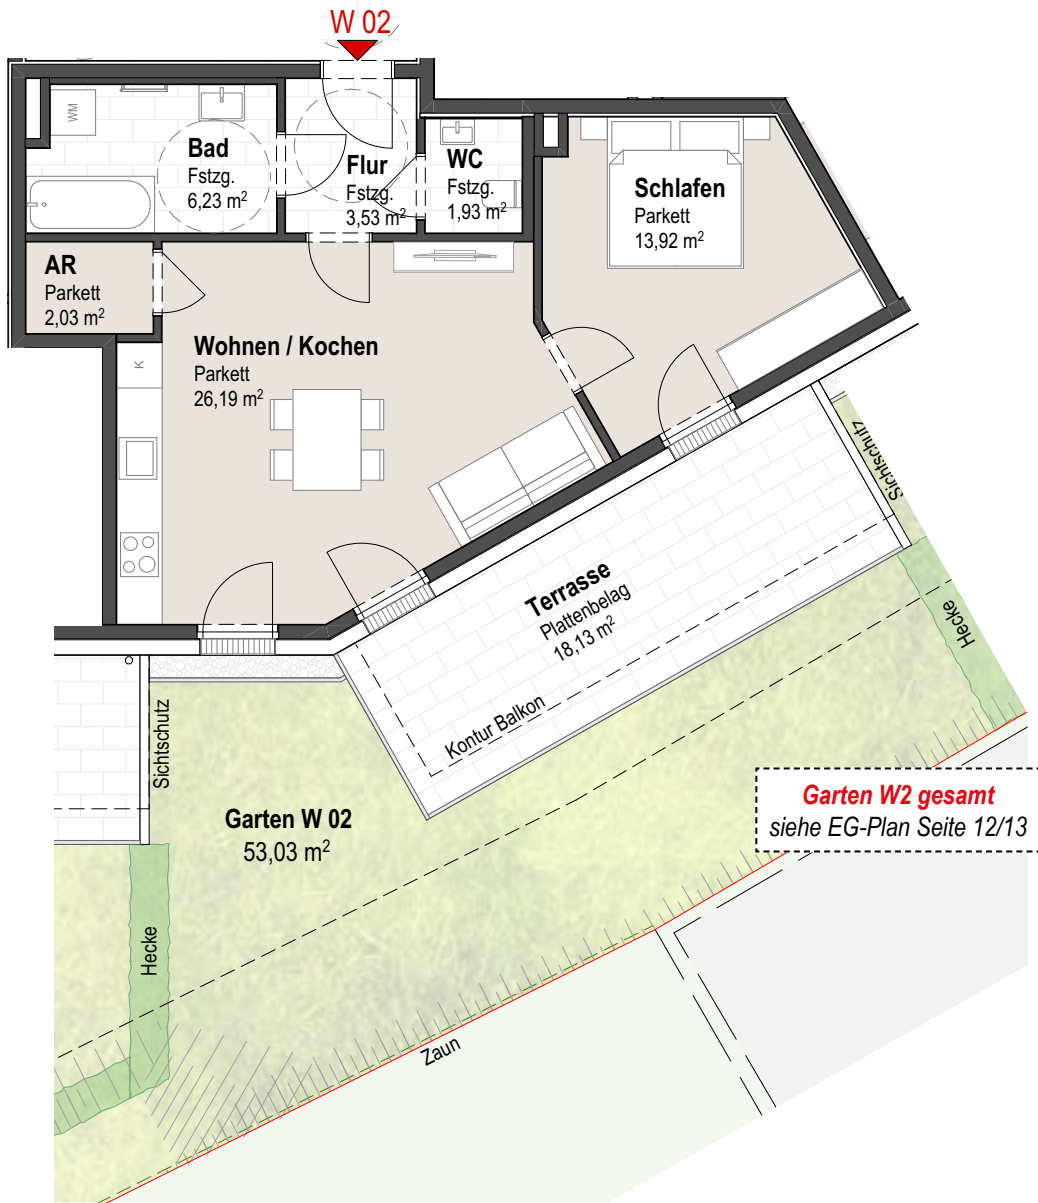 W 02
WM
Bad
Fstzg.
6,23 m²
Flur
Fstzg.
3,53 m²
WC
Fstzg.
1,93 m²
Schlafen
Parkett
13,92 m²
AR
Parkett
2,03 m²
Wohnen / Kochen
Parkett
26,19 m²
K
Sichtschutz
Terrasse
Plattenbelag
18,13 m²
Hecke
Kontur Balkon
Sichtschutz
Garten W 02
53,03 m²
Garten W2 gesamt
siehe EG-Plan Seite 12/13
Hecke
Zaun